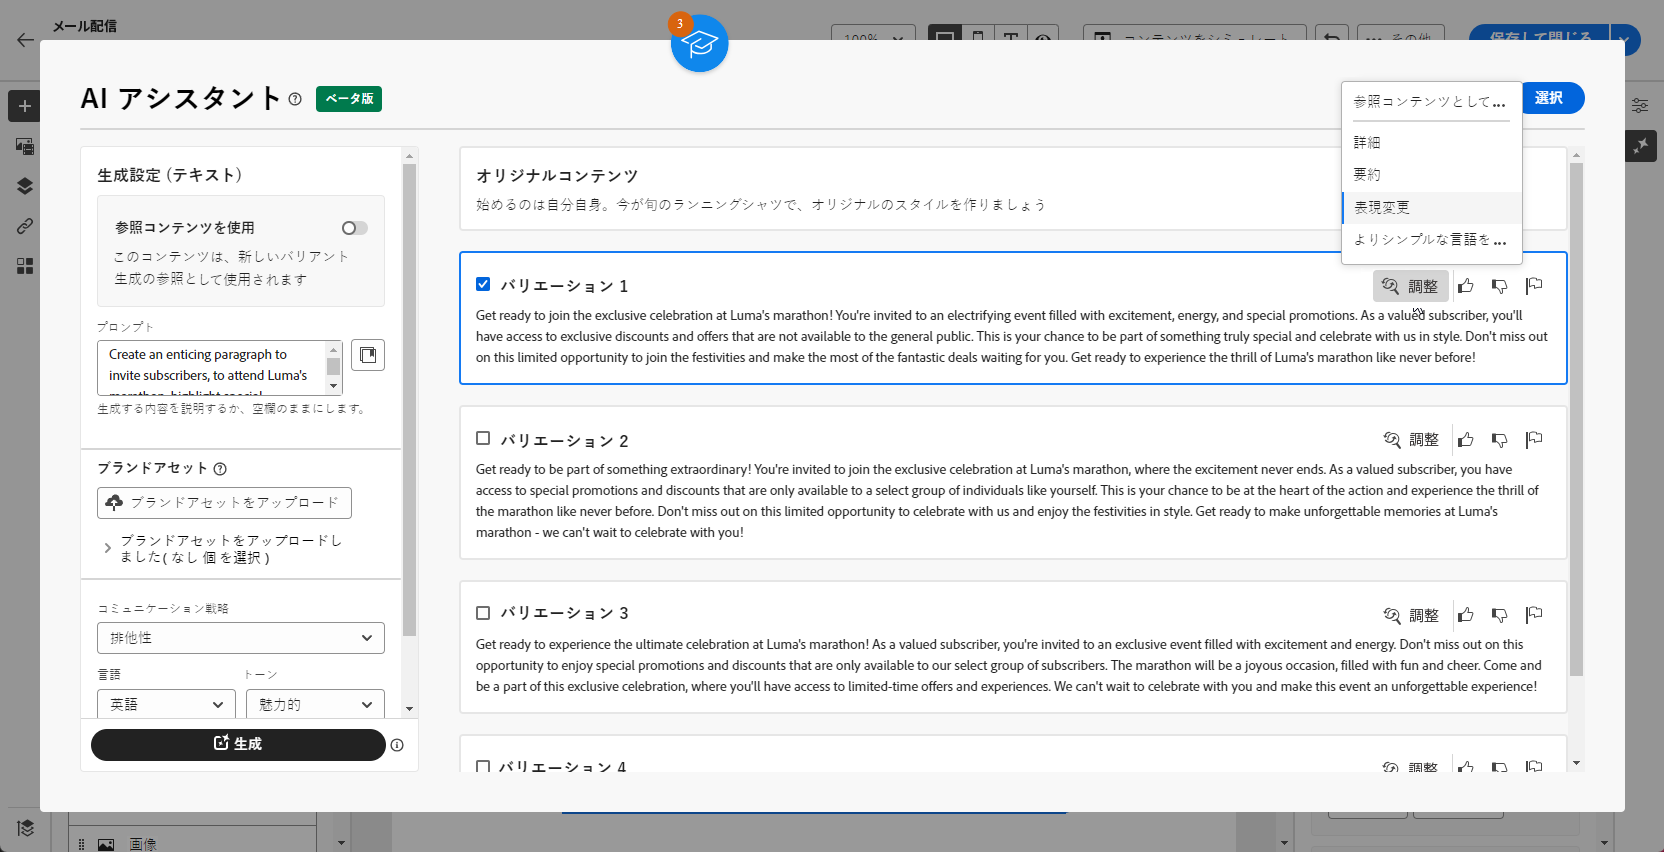 メール配信
3
100%
コンテンツをシミュレート
その他
保存して閉じる
AI アシスタント
ベータ版
選択
参照コンテンツとして...
詳細
要約
表現変更
よりシンプルな言語を...
生成設定 (テキスト)
参照コンテンツを使用
このコンテンツは、新しいバリアント
生成の参照として使用されます
プロンプト
Create an enticing paragraph to
invite subscribers, to attend Luma's
marathon, highlight special
生成する内容を説明するか、空欄のままにします。
ブランドアセット
ブランドアセットをアップロード
ブランドアセットをアップロードし
ました( なし 個 を選択 )
コミュニケーション戦略
排他性
言語
トーン
英語
魅力的
生成
オリジナルコンテンツ
始めるのは自分自身。今が旬のランニングシャツで、オリジナルのスタイルを作りましょう
バリエーション 1
調整
Get ready to join the exclusive celebration at Luma's marathon! You're invited to an electrifying event filled with excitement, energy, and special promotions. As a valued subscriber, you'll
have access to exclusive discounts and offers that are not available to the general public. This is your chance to be part of something truly special and celebrate with us in style. Don't miss out
on this limited opportunity to join the festivities and make the most of the fantastic deals waiting for you. Get ready to experience the thrill of Luma's marathon like never before!
バリエーション 2
調整
Get ready to be part of something extraordinary! You're invited to join the exclusive celebration at Luma's marathon, where the excitement never ends. As a valued subscriber, you have
access to special promotions and discounts that are only available to a select group of individuals like yourself. This is your chance to be at the heart of the action and experience the thrill of
the marathon like never before. Don't miss out on this limited opportunity to celebrate with us and enjoy the festivities in style. Get ready to make unforgettable memories at Luma's
marathon - we can't wait to celebrate with you!
バリエーション 3
調整
Get ready to experience the ultimate celebration at Luma's marathon! As a valued subscriber, you're invited to an exclusive event filled with excitement and energy. Don't miss out on this
opportunity to enjoy special promotions and discounts that are only available to our select group of subscribers. The marathon will be a joyous occasion, filled with fun and cheer. Come and
be a part of this exclusive celebration, where you'll have access to limited-time offers and experiences. We can't wait to celebrate with you and make this event an unforgettable experience!
バリエーション 4
調整
画像